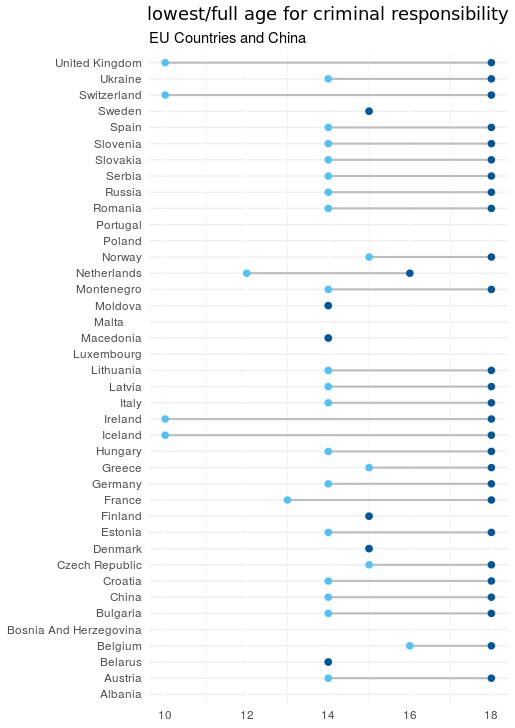 lowest/full age for criminal responsibility
EU Countries and China
United Kingdom
Ukraine
Switzerland
Sweden
Spain
Slovenia
Slovakia
Serbia
Russia
Romania
Portugal
Poland
Norway
Netherlands
Montenegro
Moldova
Malta
Macedonia
Luxembourg
Lithuania
Latvia
Italy
Ireland
Iceland
Hungary
Greece
Germany
France
Finland
Estonia
Denmark
Czech Republic
Croatia
China
Bulgaria
Bosnia And Herzegovina
Belgium
Belarus
Austria
Albania
10 12 14 16 18